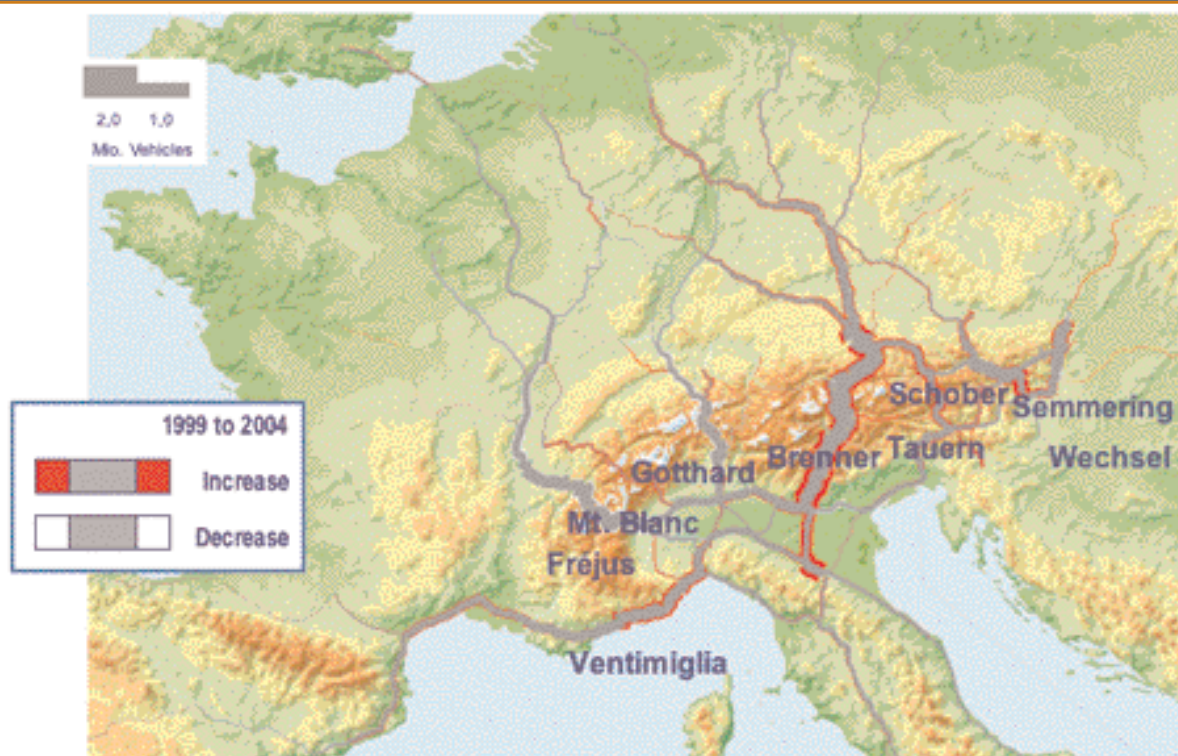 2,0 1,0
Mio. Vehicles
1999 to 2004
Increase
Decrease
Schober
Semmering
Gotthard
Brenner
Tauern
Wechsel
Mt. Blanc
Fréjus
Ventimiglia